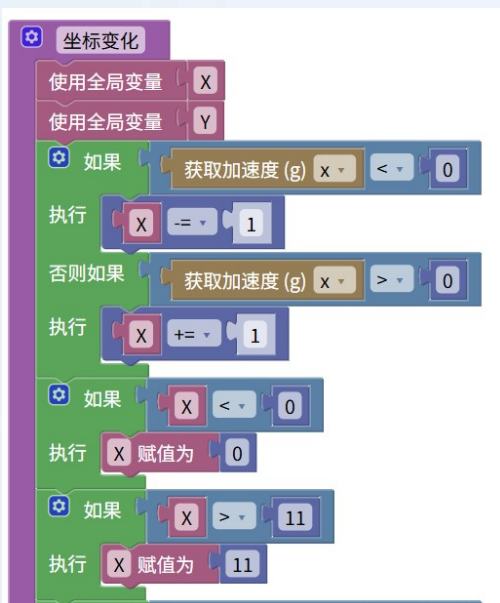 坐标变化
使用全局变量 X
使用全局变量 Y
如果 获取加速度 (g) x < 0
执行 X -= 1
否则如果 获取加速度 (g) x > 0
执行 X += 1
如果 X < 0
执行 X 赋值为 0
如果 X > 11
执行 X 赋值为 11